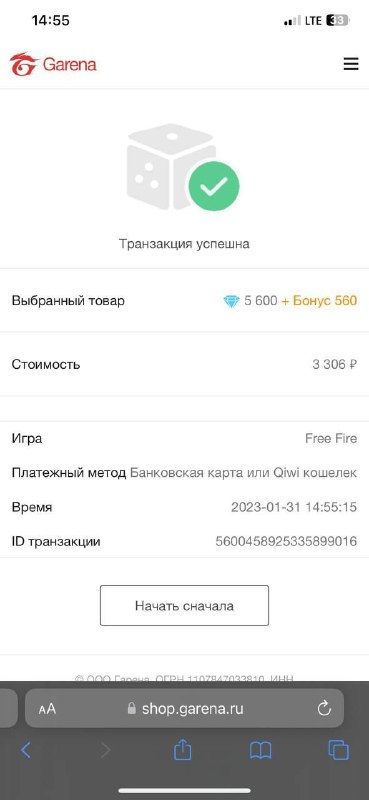 14:55
LTE 33
Garena
Транзакция успешна
Выбранный товар 5 600 + Бонус 560
Стоимость 3 306 ₽
Игра Free Fire
Платежный метод Банковская карта или Qiwi кошелек
Время 2023-01-31 14:55:15
ID транзакции 5600458925335899016
Начать сначала
© ООО Гарена, ОГРН 1107847033810, ИНН
AA shop.garena.ru